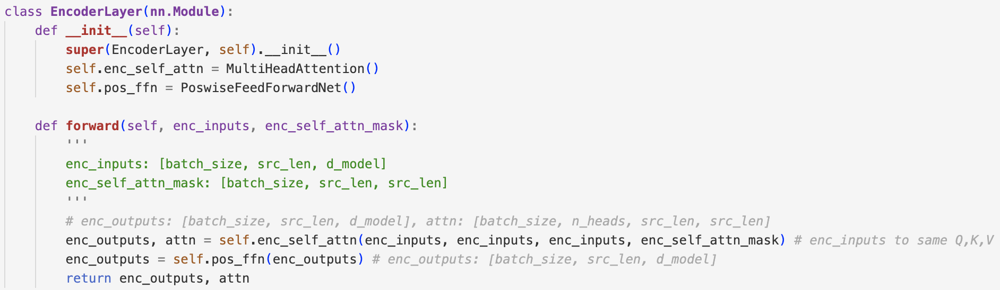 class EncoderLayer(nn.Module):
    def __init__(self):
        super(EncoderLayer, self).__init__()
        self.enc_self_attn = MultiHeadAttention()
        self.pos_ffn = PoswiseFeedForwardNet()

    def forward(self, enc_inputs, enc_self_attn_mask):
        '''
        enc_inputs: [batch_size, src_len, d_model]
        enc_self_attn_mask: [batch_size, src_len, src_len]
        '''
        # enc_outputs: [batch_size, src_len, d_model], attn: [batch_size, n_heads, src_len, src_len]
        enc_outputs, attn = self.enc_self_attn(enc_inputs, enc_inputs, enc_inputs, enc_self_attn_mask) # enc_inputs to same Q,K,V
        enc_outputs = self.pos_ffn(enc_outputs) # enc_outputs: [batch_size, src_len, d_model]
        return enc_outputs, attn